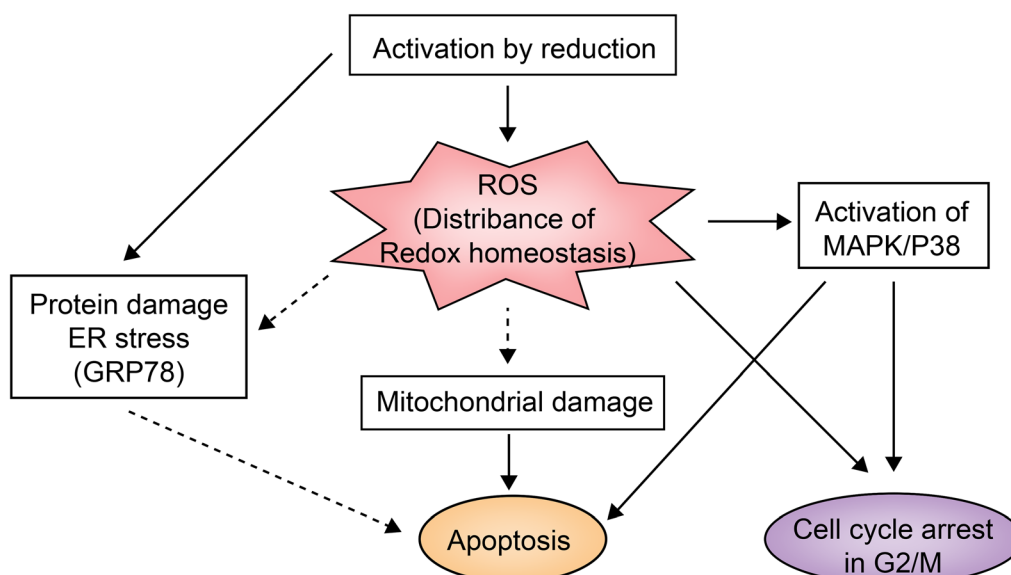 Activation by reduction
ROS
(Distribance of
Redox homeostasis)
Activation of
MAPK/P38
Protein damage
ER stress
(GRP78)
Mitochondrial damage
Apoptosis
Cell cycle arrest
in G2/M